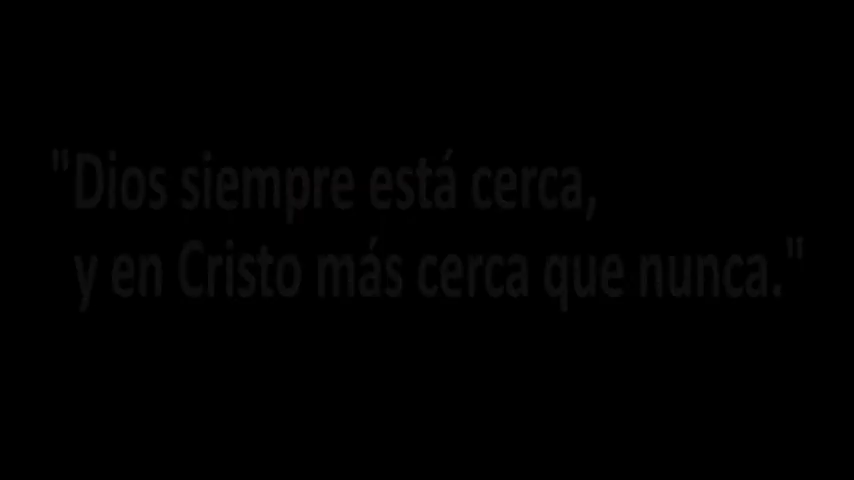 "Dios siempre está cerca,
y en Cristo más cerca que nunca."